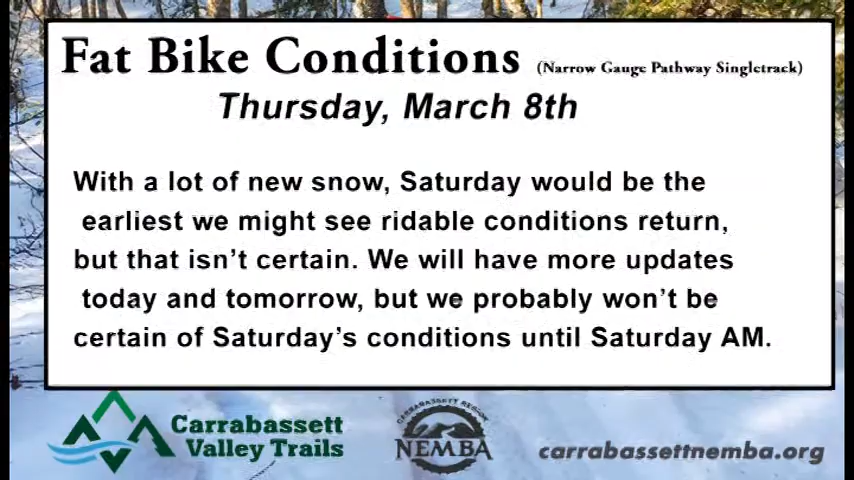 Fat Bike Conditions (Narrow Gauge Pathway Singletrack)
Thursday, March 8th
With a lot of new snow, Saturday would be the
earliest we might see ridable conditions return,
but that isn't certain. We will have more updates
today and tomorrow, but we probably won't be
certain of Saturday's conditions until Saturday AM.
Carrabassett
Valley Trails
CARRABASSETT REGION
NEMBA
carrabassettnemba.org